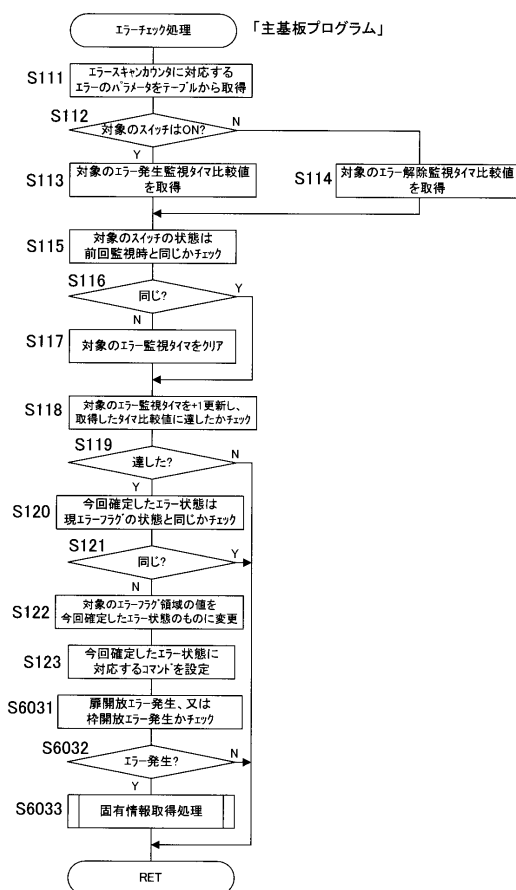 エラーチェック処理
「主基板プログラム」
S111
エラースキャンカウンタに対応する
エラーのパラメータをテーブルから取得
S112
対象のスイッチはON?
N
Y
S113
対象のエラー発生監視タイマ比較値
を取得
S114
対象のエラー解除監視タイマ比較値
を取得
S115
対象のスイッチの状態は
前回監視時と同じかチェック
S116
同じ?
Y
N
S117
対象のエラー監視タイマをクリア
S118
対象のエラー監視タイマを+1更新し、
取得したタイマ比較値に達したかチェック
S119
達した?
N
Y
S120
今回確定したエラー状態は
現エラーフラグの状態と同じかチェック
S121
同じ?
Y
N
S122
対象のエラーフラグ領域の値を
今回確定したエラー状態のものに変更
S123
今回確定したエラー状態に
対応するコマンドを設定
S6031
扉開放エラー発生、又は
枠開放エラー発生かチェック
S6032
エラー発生?
N
Y
S6033
固有情報取得処理
RET